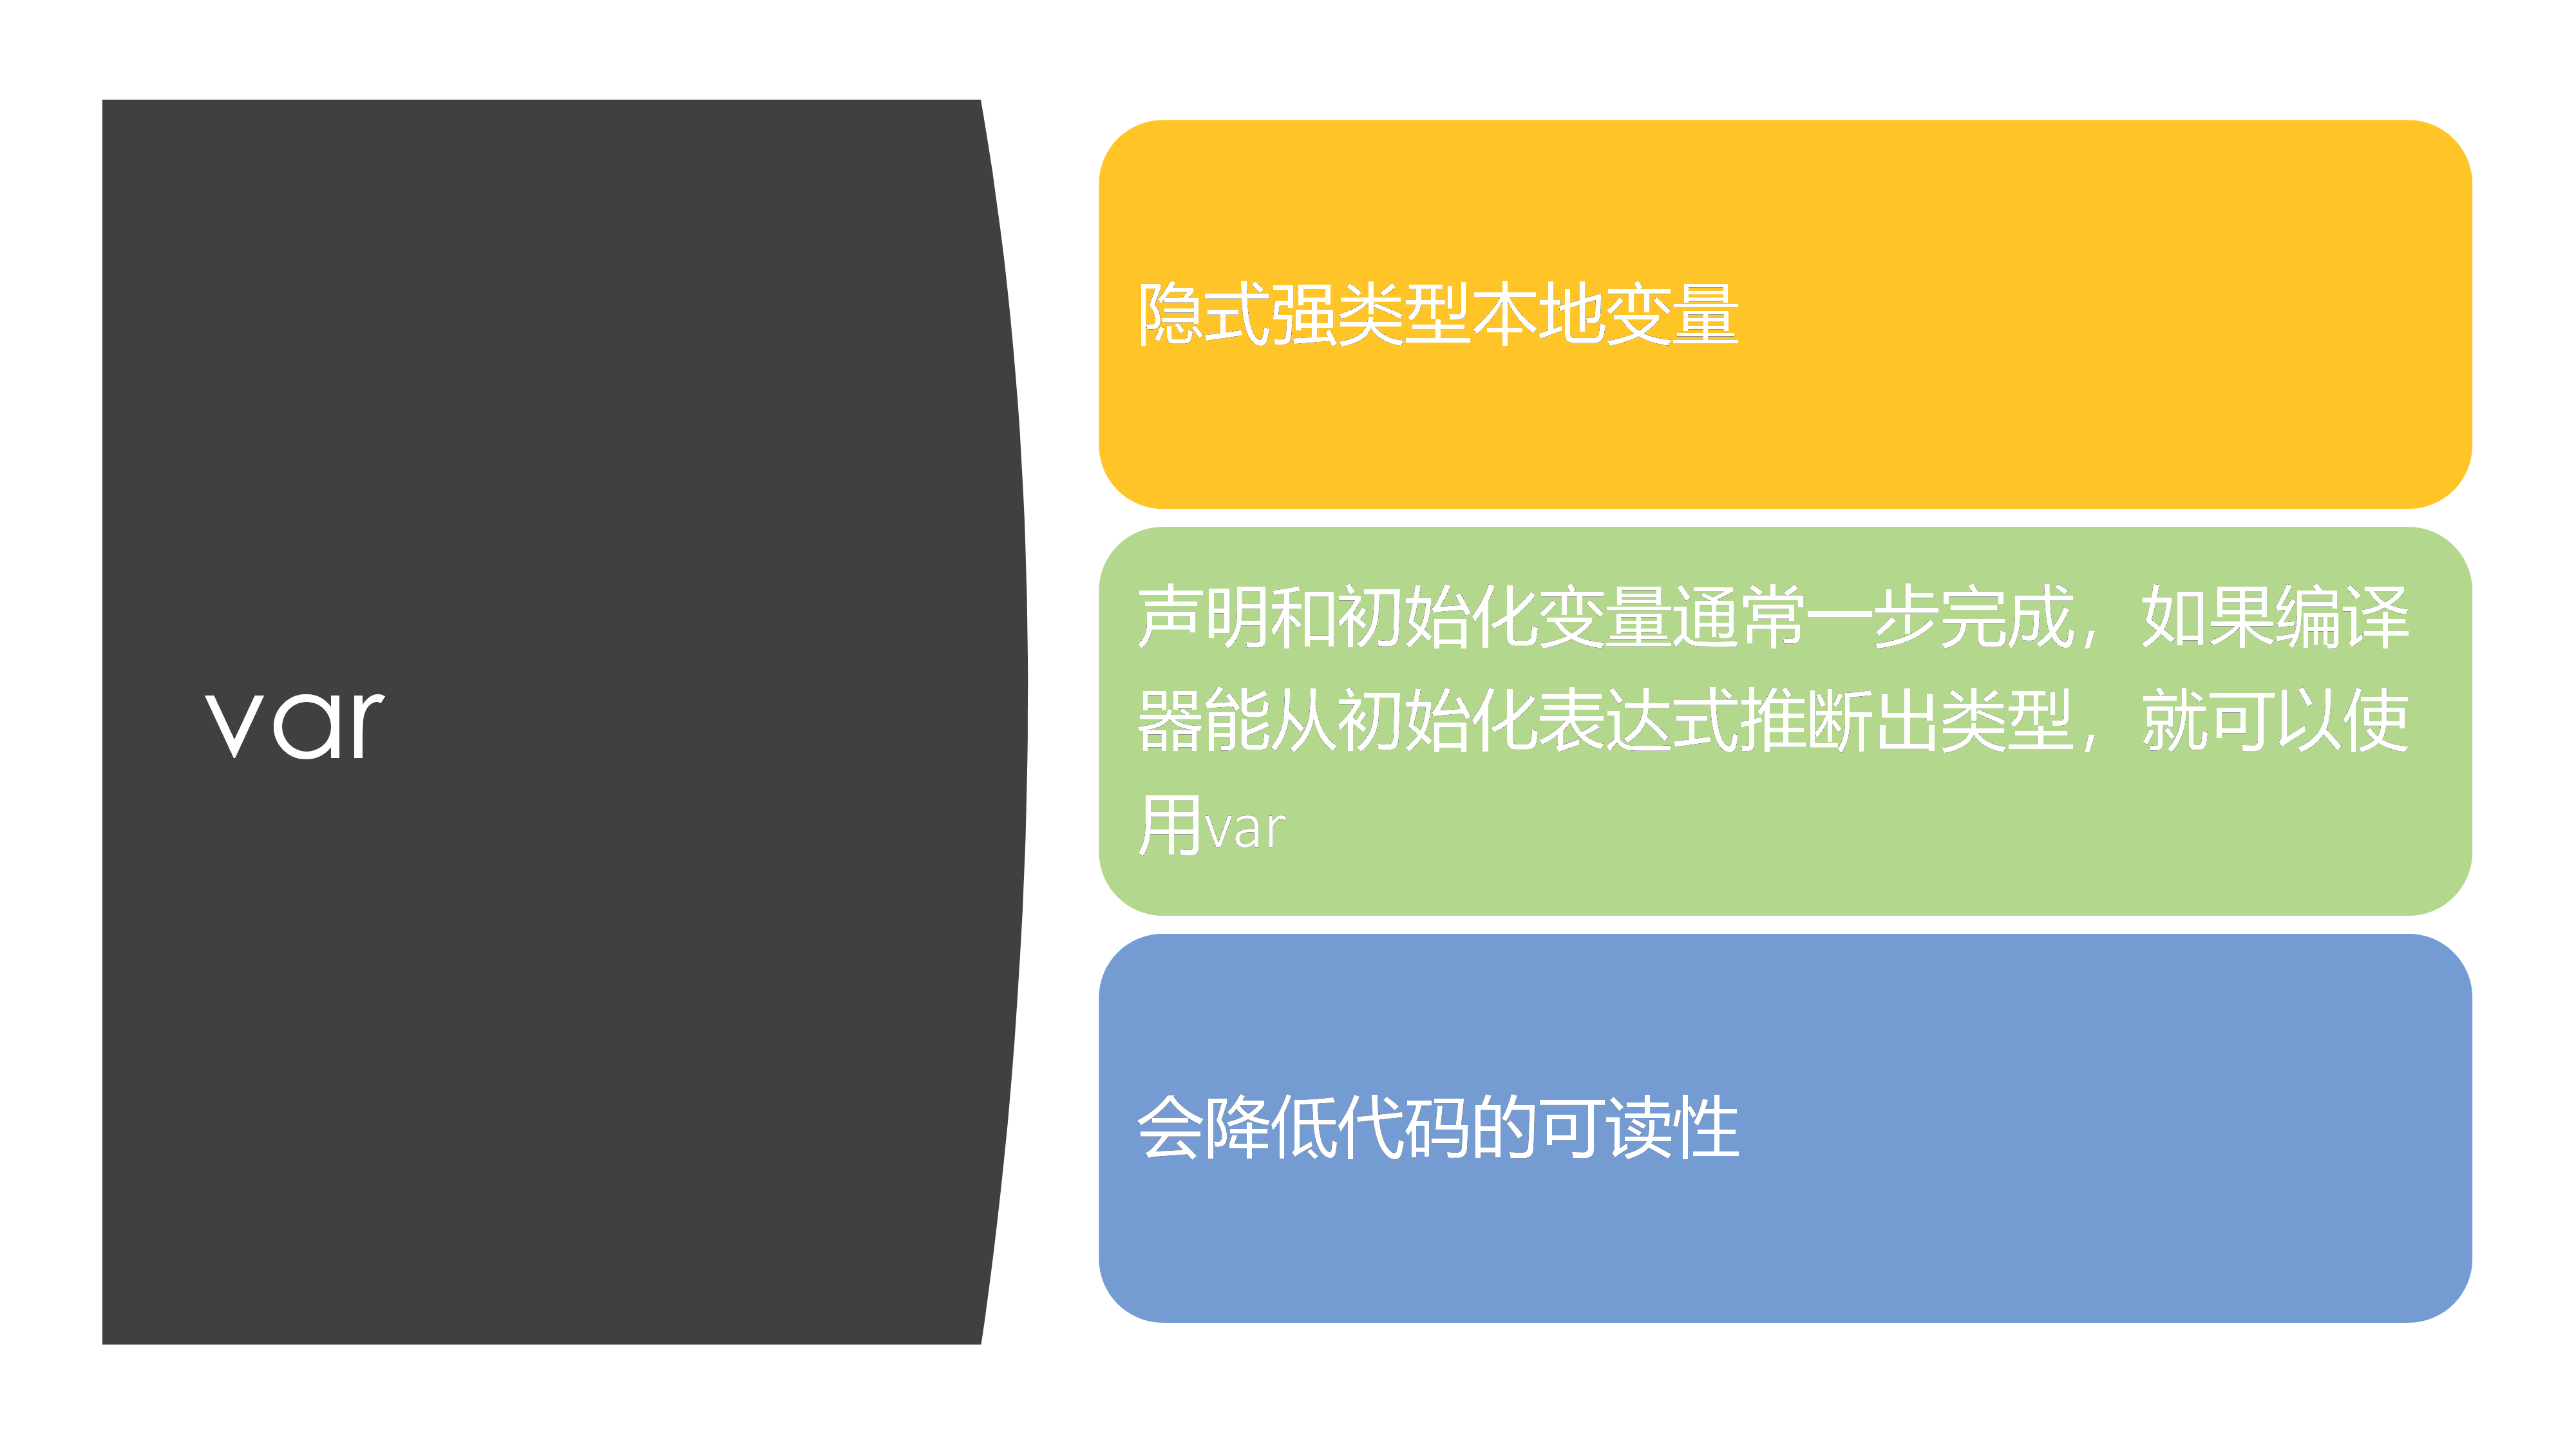 var
隐式强类型本地变量
声明和初始化变量通常一步完成，如果编译
器能从初始化表达式推断出类型，就可以使
用var
会降低代码的可读性